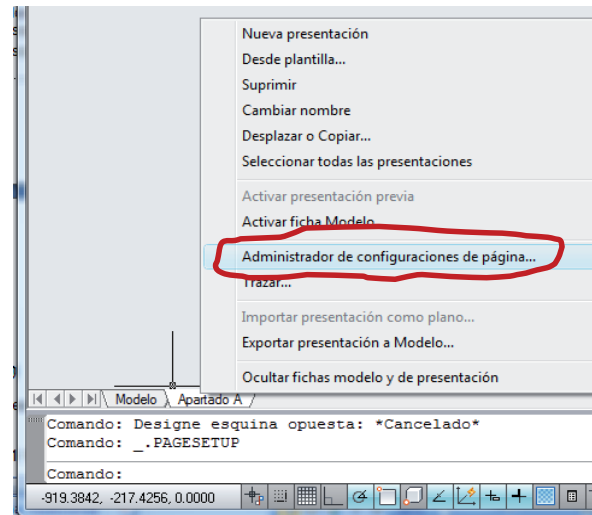 Nueva presentación
Desde plantilla...
Suprimir
Cambiar nombre
Desplazar o Copiar...
Seleccionar todas las presentaciones
Activar presentación previa
Activar ficha Modelo
Administrador de configuraciones de página...
Trazar...
Importar presentación como plano...
Exportar presentación a Modelo...
Ocultar fichas modelo y de presentación
Modelo Apartado A
Comando: Designe esquina opuesta: *Cancelado*
Comando: _.PAGESETUP
Comando:
-919.3842, -217.4256, 0.0000